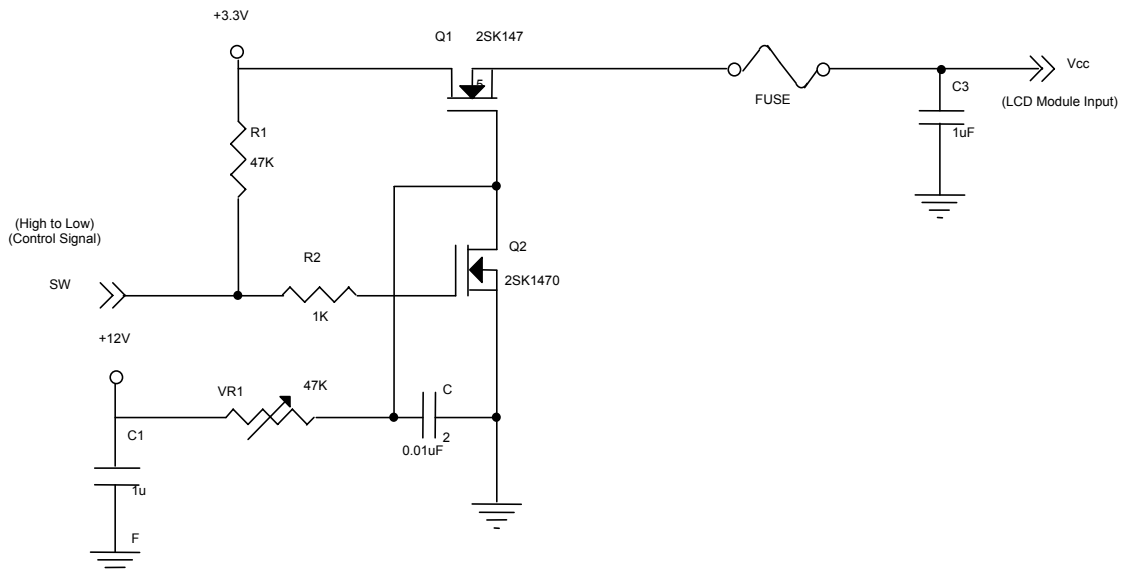 +3.3V
Q1 2SK147
5
Vcc
C3
(LCD Module Input)
FUSE
1uF
R1
47K
(High to Low)
(Control Signal)
SW
R2
1K
Q2
2SK1470
+12V
VR1
47K
C
2
0.01uF
C1
1u
F